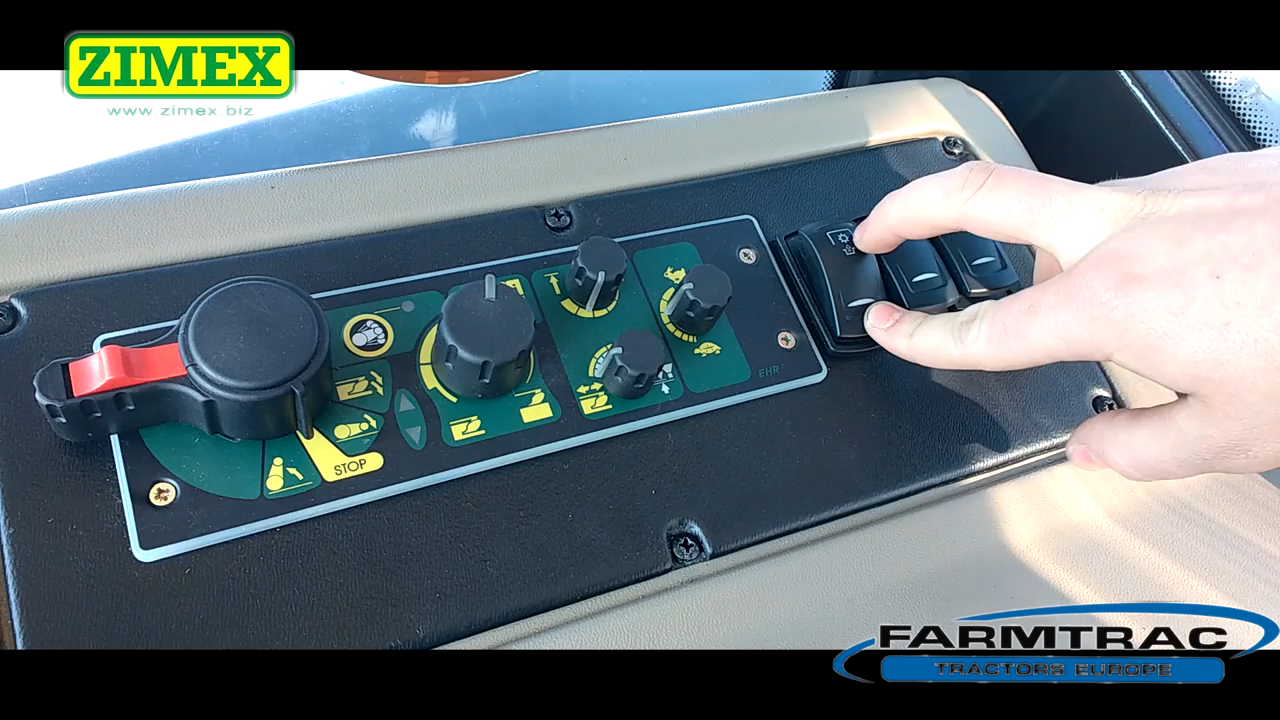 ZIMEX
www.zimex.biz
EHR
STOP
FARMTRAC
TRACTORS EUROPE